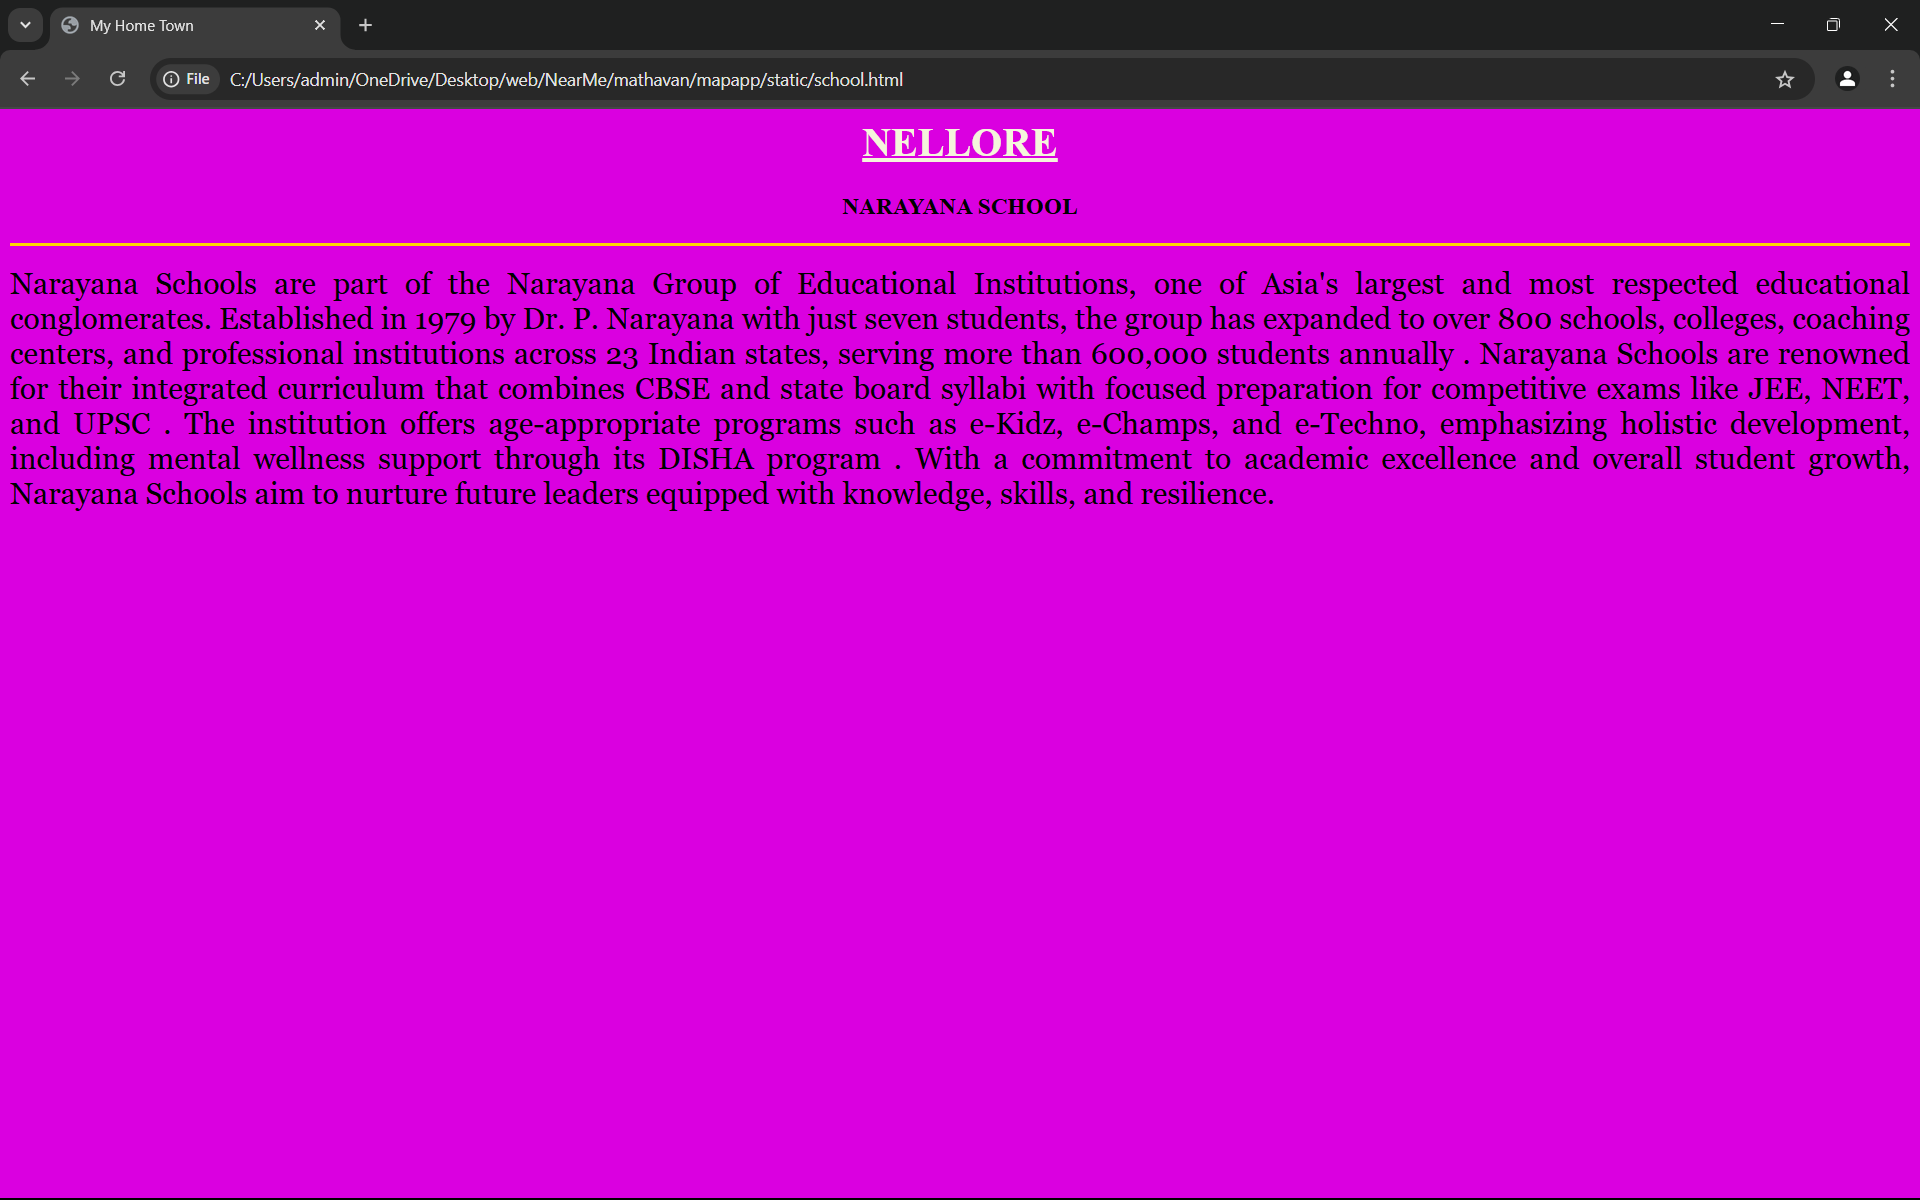 My Home Town
File C:/Users/admin/OneDrive/Desktop/web/NearMe/mathavan/mapapp/static/school.html
NELLORE
NARAYANA SCHOOL
Narayana Schools are part of the Narayana Group of Educational Institutions, one of Asia's largest and most respected educational
conglomerates. Established in 1979 by Dr. P. Narayana with just seven students, the group has expanded to over 800 schools, colleges, coaching
centers, and professional institutions across 23 Indian states, serving more than 600,000 students annually . Narayana Schools are renowned
for their integrated curriculum that combines CBSE and state board syllabi with focused preparation for competitive exams like JEE, NEET,
and UPSC . The institution offers age-appropriate programs such as e-Kidz, e-Champs, and e-Techno, emphasizing holistic development,
including mental wellness support through its DISHA program . With a commitment to academic excellence and overall student growth,
Narayana Schools aim to nurture future leaders equipped with knowledge, skills, and resilience.